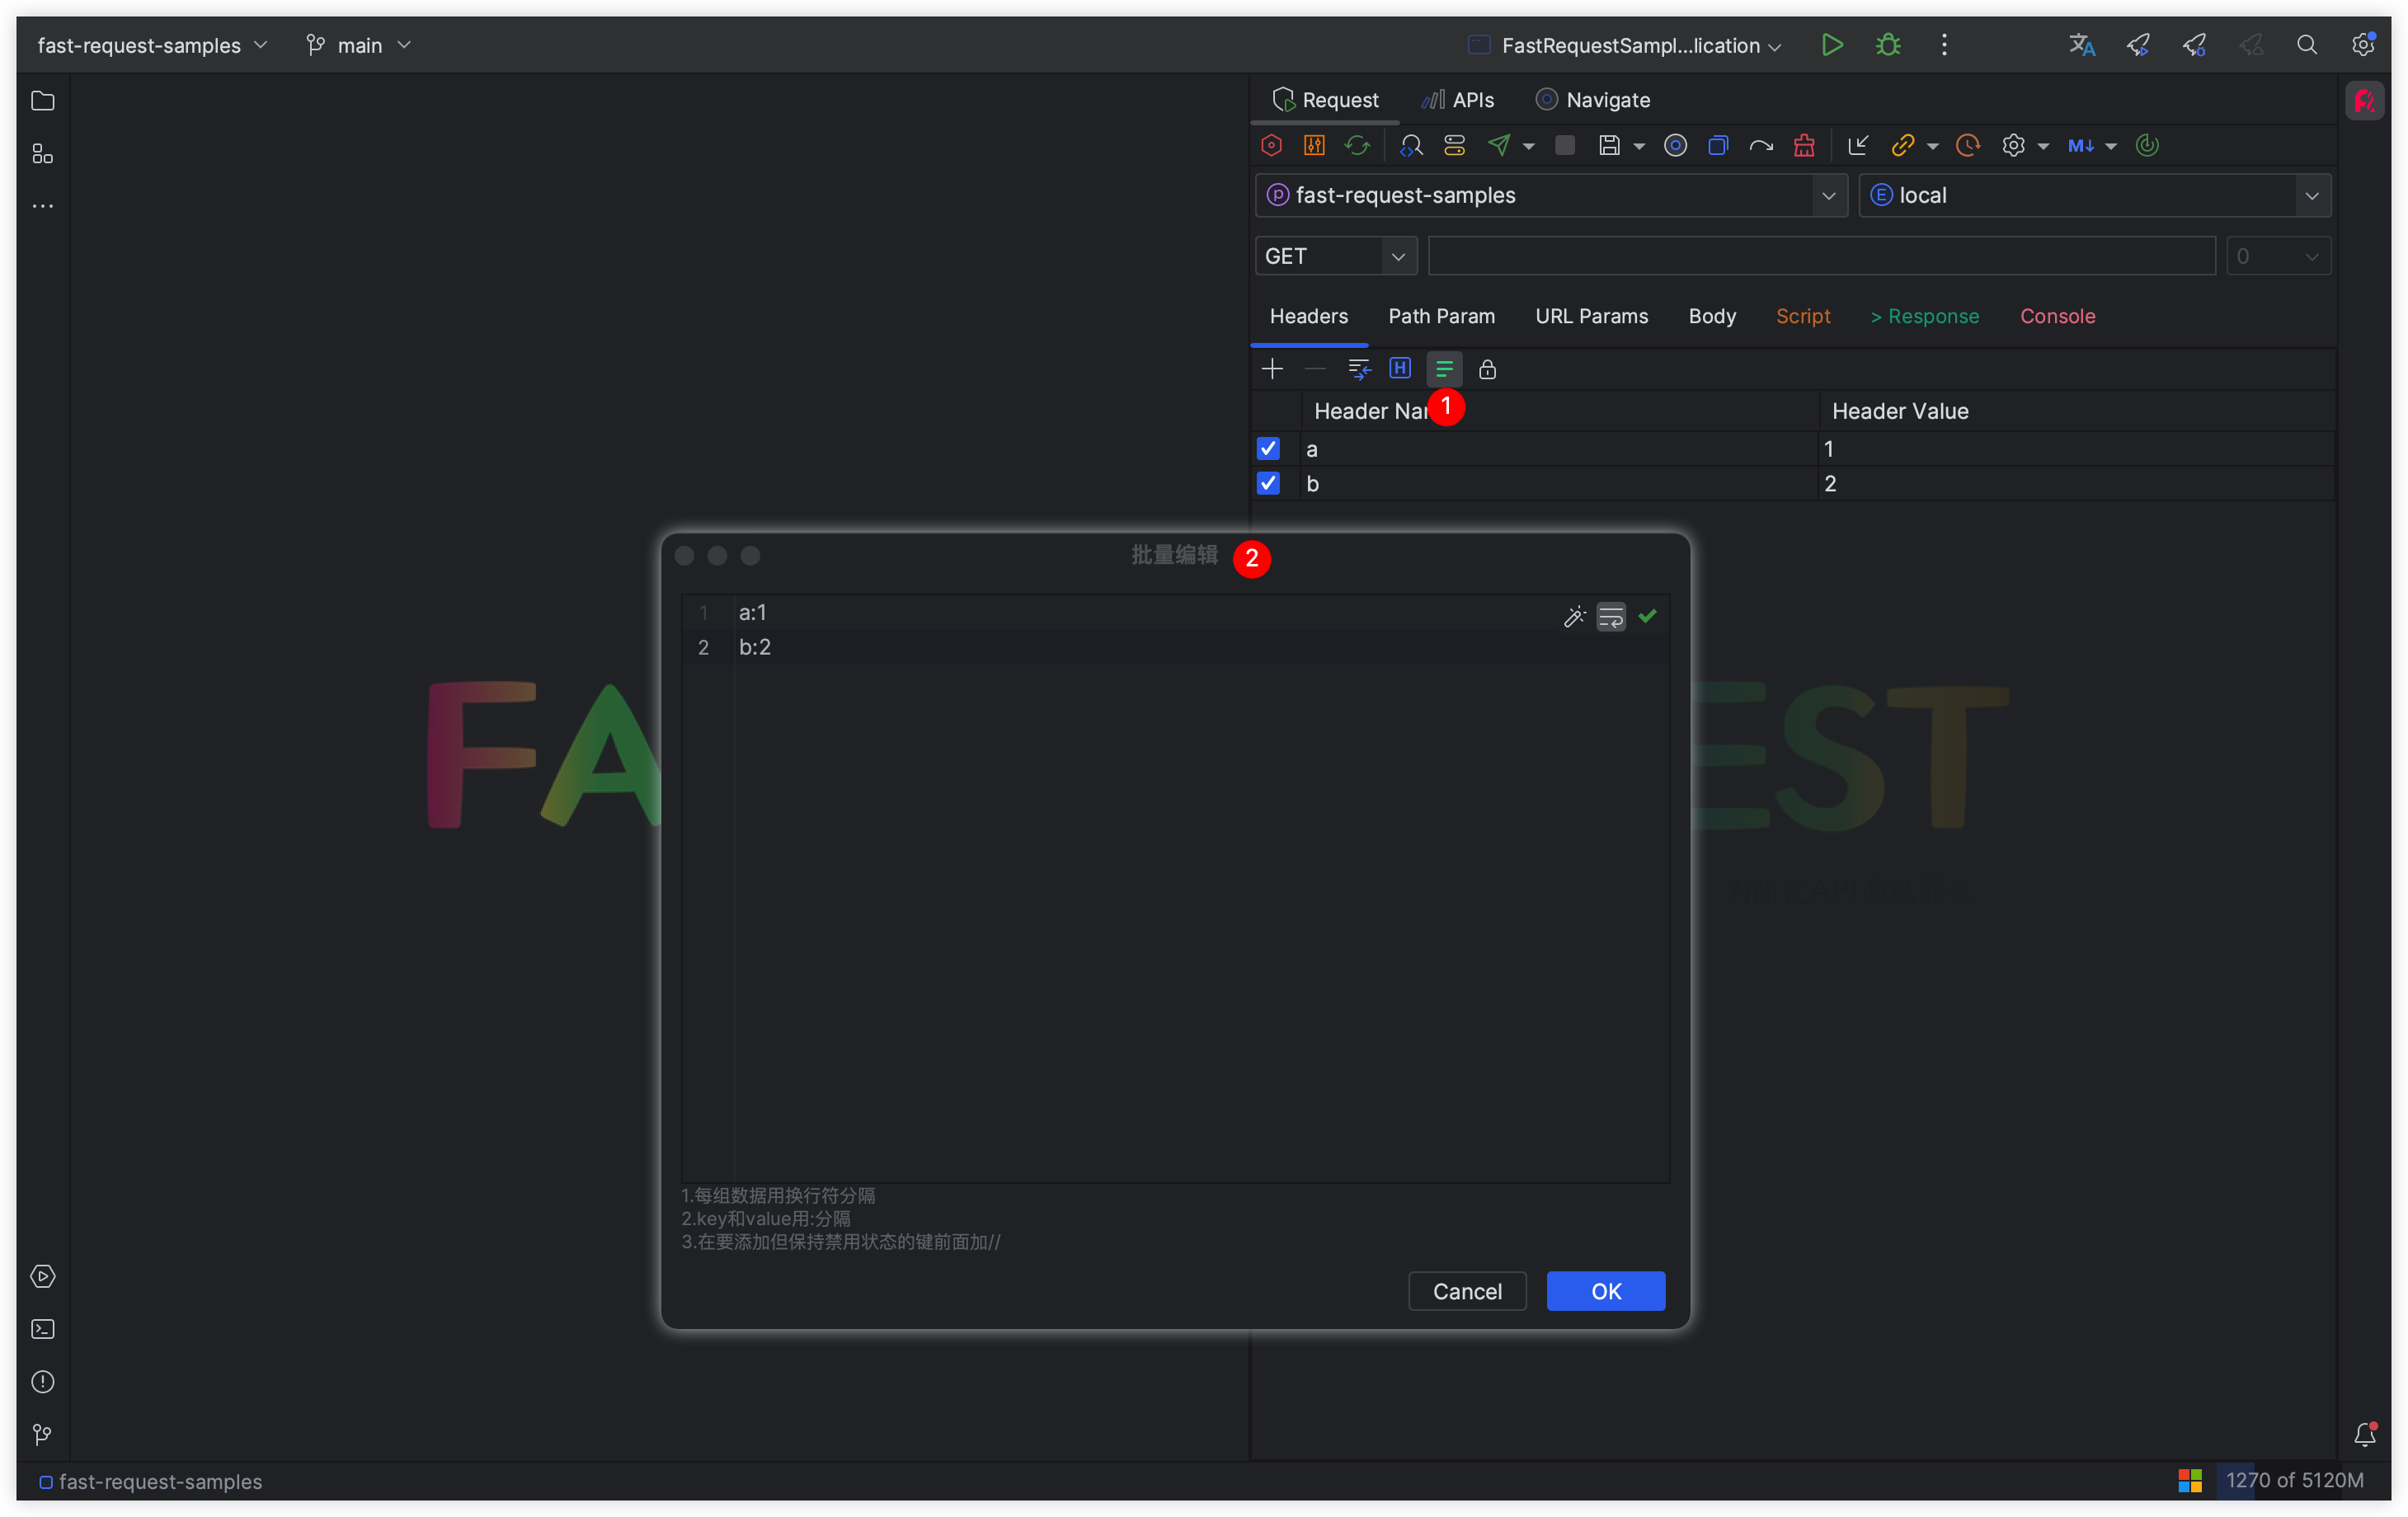 fast-request-samples
main
FastRequestSampl...lication
Request
APIs
Navigate
M↓
P fast-request-samples
E local
GET
0
Headers
Path Param
URL Params
Body
Script
> Response
Console
H
1
Header Value
a
1
b
2
批量编辑
2
1 a:1
2 b:2
FA
EST
1.每组数据用换行符分隔
2.key和value用:分隔
3.在要添加但保持禁用状态的键前面加//
Cancel
OK
fast-request-samples
1270 of 5120M